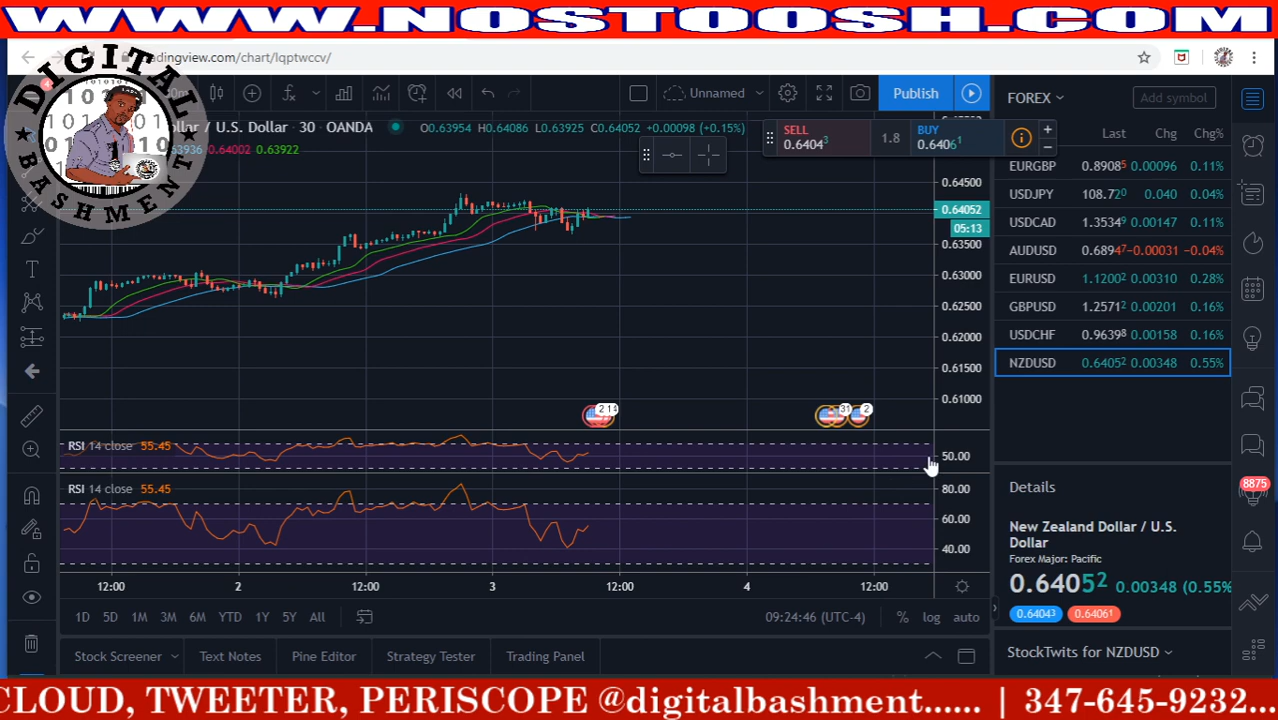 WWW.NOSTOOSH.COM
adingview.com/chart/lqptwccv/
DIGITAL
BASHMENT
Unnamed
Publish
FOREX
Add symbol
ollar / U.S. Dollar · 30 · OANDA
O0.63954 H0.64086 L0.63925 C0.64052 +0.00098 (+0.15%)
0.63936 0.64002 0.63922
SELL
0.64043
1.8
BUY
0.64061
Last Chg Chg%
EURGBP 0.89085 0.00096 0.11%
USDJPY 108.720 0.040 0.04%
USDCAD 1.35349 0.00147 0.11%
AUDUSD 0.68947 −0.00031 −0.04%
EURUSD 1.12002 0.00310 0.28%
GBPUSD 1.25712 0.00201 0.16%
USDCHF 0.96398 0.00158 0.16%
NZDUSD 0.64052 0.00348 0.55%
0.64500
0.64052
05:13
0.63500
0.63000
0.62500
0.62000
0.61500
0.61000
2 14
31
2
RSI 14 close 55.45
50.00
RSI 14 close 55.45
80.00
60.00
40.00
12:00 2 12:00 3 12:00 4 12:00
1D 5D 1M 3M 6M YTD 1Y 5Y All
09:24:46 (UTC-4) % log auto
Stock Screener Text Notes Pine Editor Strategy Tester Trading Panel
8875
Details
New Zealand Dollar / U.S.
Dollar
Forex Major: Pacific
0.64052 0.00348 (0.55%
0.64043 0.64061
StockTwits for NZDUSD
CLOUD, TWEETER, PERISCOPE @digitalbashment...... | 347-645-9232...